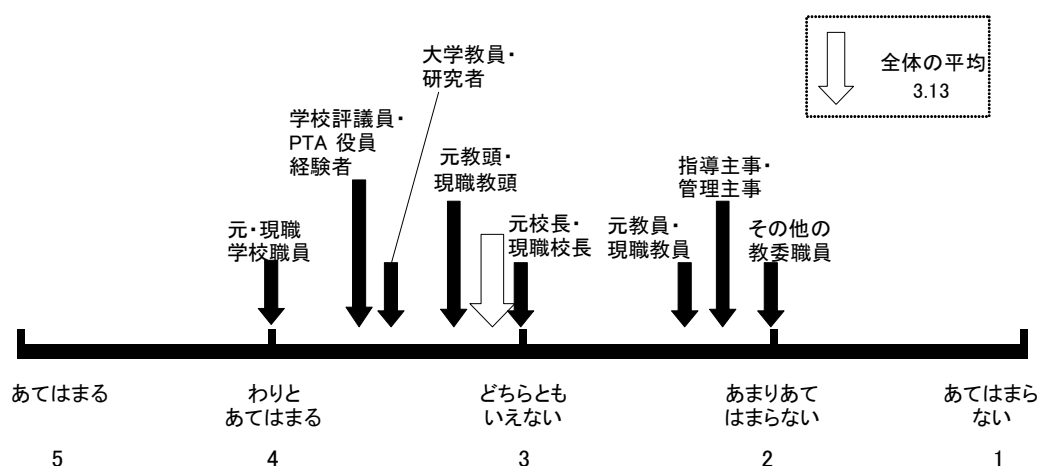 大学教員・
研究者
全体の平均
3.13
学校評議員・
PTA 役員
経験者
元教頭・
現職教頭
指導主事・
管理主事
元・現職
学校職員
元校長・
現職校長
元教員・
現職教員
その他の
教委職員
あてはまる
わりと
あてはまる
どちらとも
いえない
あまりあて
はまらない
あてはまら
ない
5
4
3
2
1